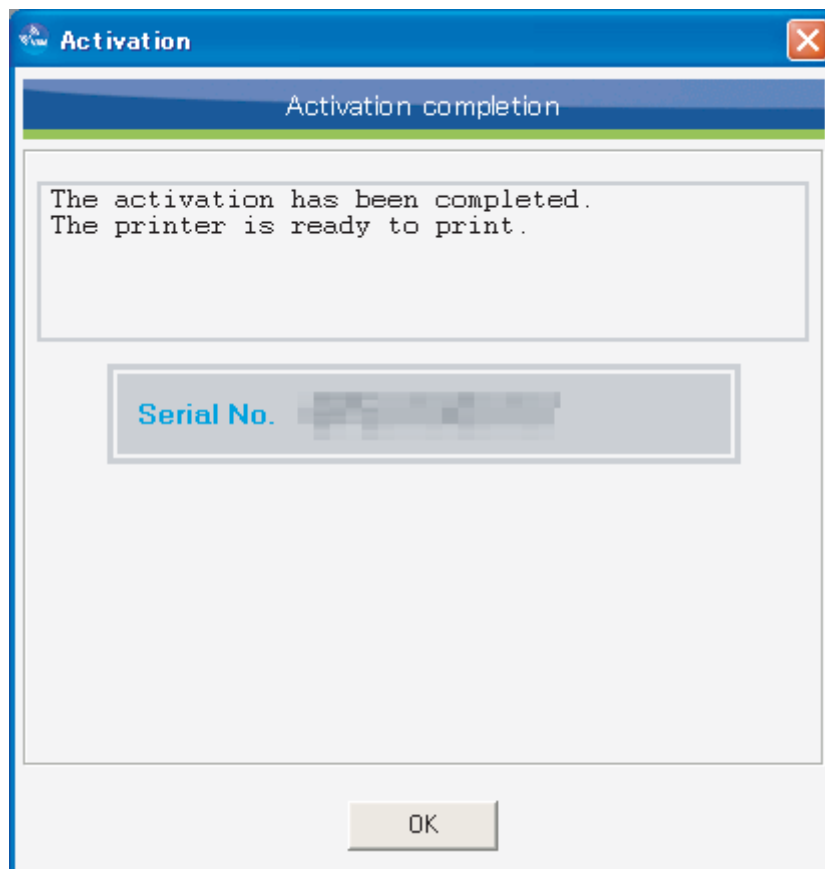 Activation
Activation completion
The activation has been completed.
The printer is ready to print.
Serial No.
OK